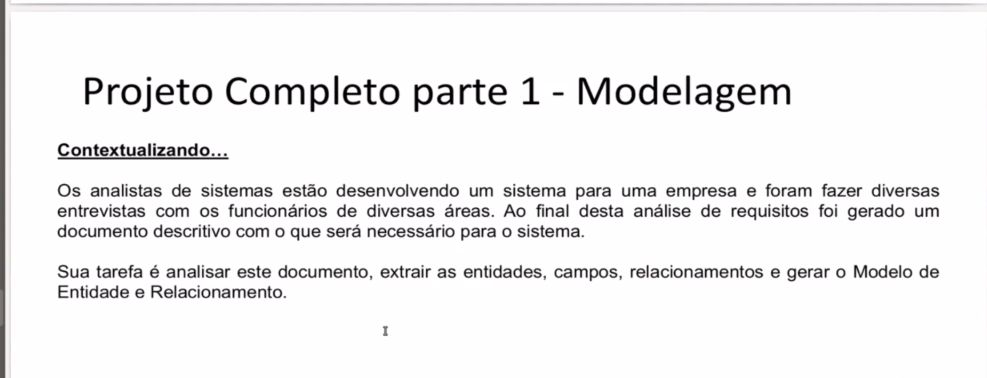 Projeto Completo parte 1 - Modelagem
Contextualizando...
Os analistas de sistemas estão desenvolvendo um sistema para uma empresa e foram fazer diversas
entrevistas com os funcionários de diversas áreas. Ao final desta análise de requisitos foi gerado um
documento descritivo com o que será necessário para o sistema.
Sua tarefa é analisar este documento, extrair as entidades, campos, relacionamentos e gerar o Modelo de
Entidade e Relacionamento.